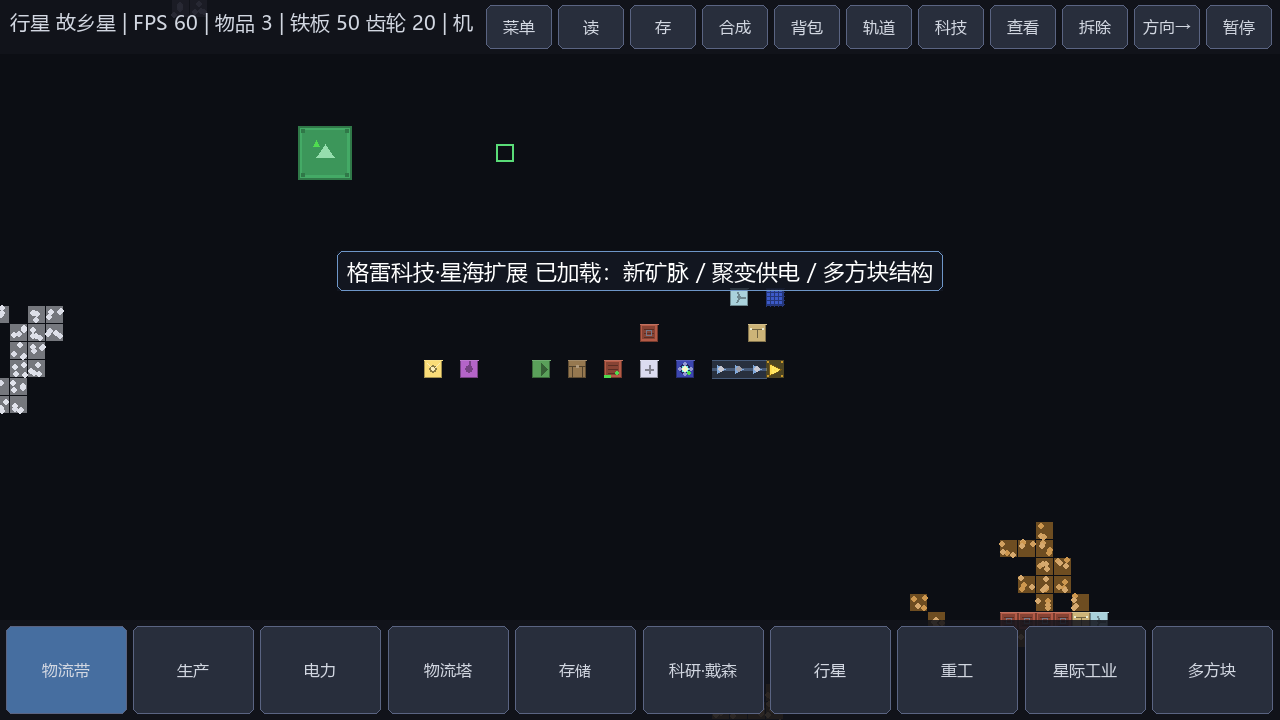 行星 故乡星 | FPS 60 | 物品 3 | 铁板 50 齿轮 20 | 机
菜单
读
存
合成
背包
轨道
科技
查看
拆除
方向→
暂停
格雷科技·星海扩展 已加载：新矿脉 / 聚变供电 / 多方块结构
物流带
生产
电力
物流塔
存储
科研·戴森
行星
重工
星际工业
多方块